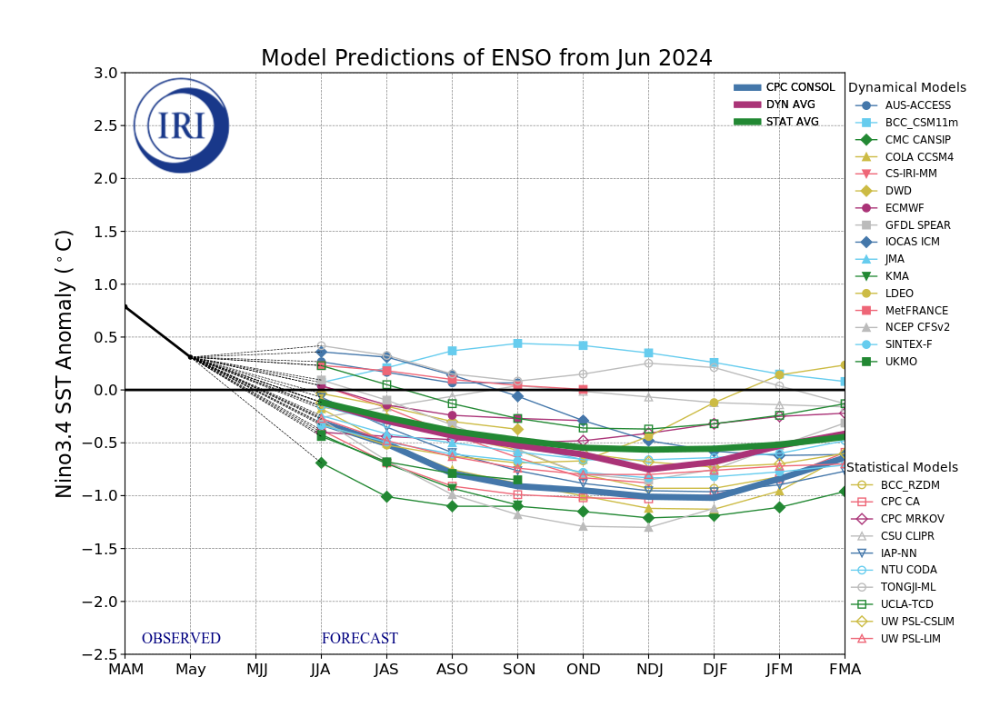 Model Predictions of ENSO from Jun 2024
Nino3.4 SST Anomaly (°C)
3.0
2.5
2.0
1.5
1.0
0.5
0.0
−0.5
−1.0
−1.5
−2.0
−2.5
IRI
CPC CONSOL
DYN AVG
STAT AVG
OBSERVED
FORECAST
MAM May MJJ JJA JAS ASO SON OND NDJ DJF JFM FMA
Dynamical Models
AUS-ACCESS
BCC_CSM11m
CMC CANSIP
COLA CCSM4
CS-IRI-MM
DWD
ECMWF
GFDL SPEAR
IOCAS ICM
JMA
KMA
LDEO
MetFRANCE
NCEP CFSv2
SINTEX-F
UKMO
Statistical Models
BCC_RZDM
CPC CA
CPC MRKOV
CSU CLIPR
IAP-NN
NTU CODA
TONGJI-ML
UCLA-TCD
UW PSL-CSLIM
UW PSL-LIM